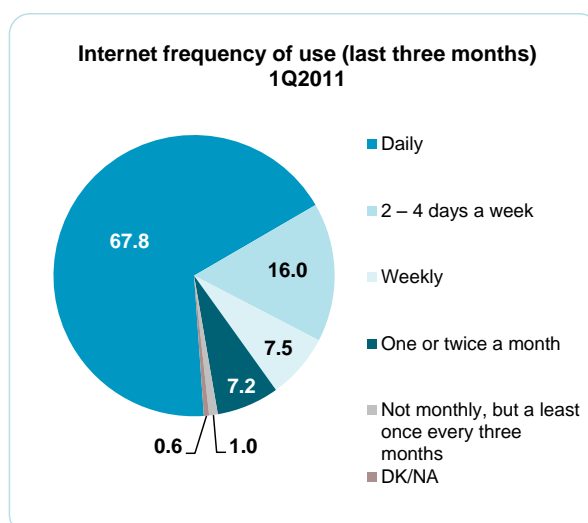 Internet frequency of use (last three months)
1Q2011
Daily
67.8
2 – 4 days a week
16.0
Weekly
7.5
One or twice a month
7.2
Not monthly, but a least
once every three
months
0.6
1.0
DK/NA